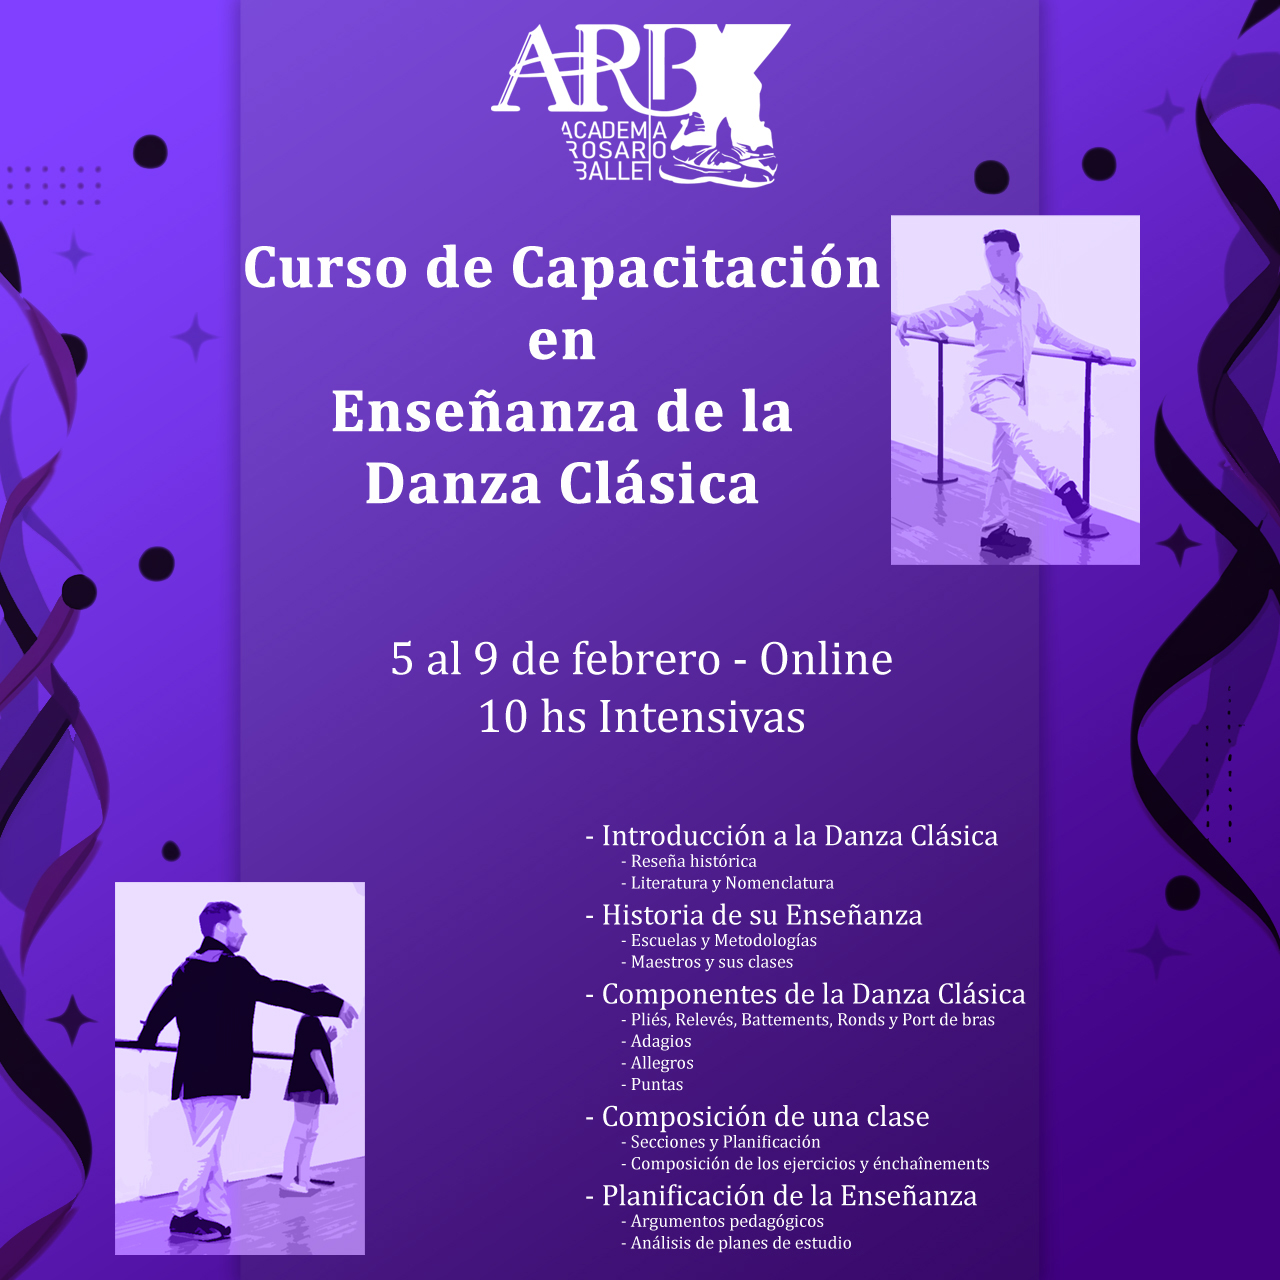 ARB
ACADEMIA
ROSARIO
BALLET
Curso de Capacitación
en
Enseñanza de la
Danza Clásica
5 al 9 de febrero - Online
10 hs Intensivas
- Introducción a la Danza Clásica
- Reseña histórica
- Literatura y Nomenclatura
- Historia de su Enseñanza
- Escuelas y Metodologías
- Maestros y sus clases
- Componentes de la Danza Clásica
- Pliés, Relevés, Battements, Ronds y Port de bras
- Adagios
- Allegros
- Puntas
- Composición de una clase
- Secciones y Planificación
- Composición de los ejercicios y énchaînements
- Planificación de la Enseñanza
- Argumentos pedagógicos
- Análisis de planes de estudio